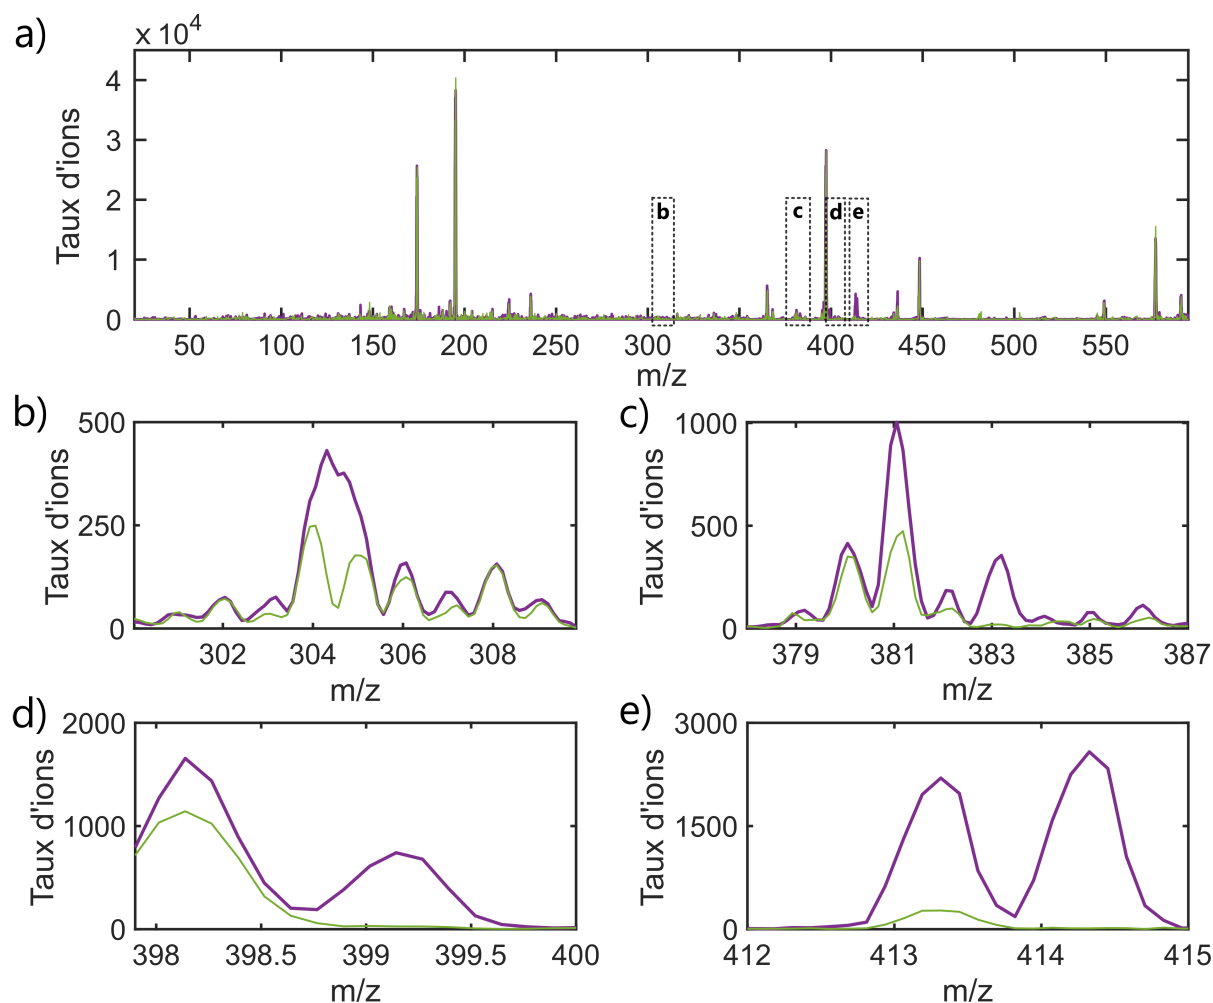 a)
x 10⁴
Taux d'ions
4
3
2
1
0
b c d e
50 100 150 200 250 300 350 400 450 500 550
m/z
b)
Taux d'ions
500
250
0
302 304 306 308
m/z
c)
Taux d'ions
1000
500
0
379 381 383 385 387
m/z
d)
Taux d'ions
2000
1000
0
398 398.5 399 399.5 400
m/z
e)
Taux d'ions
3000
1500
0
412 413 414 415
m/z